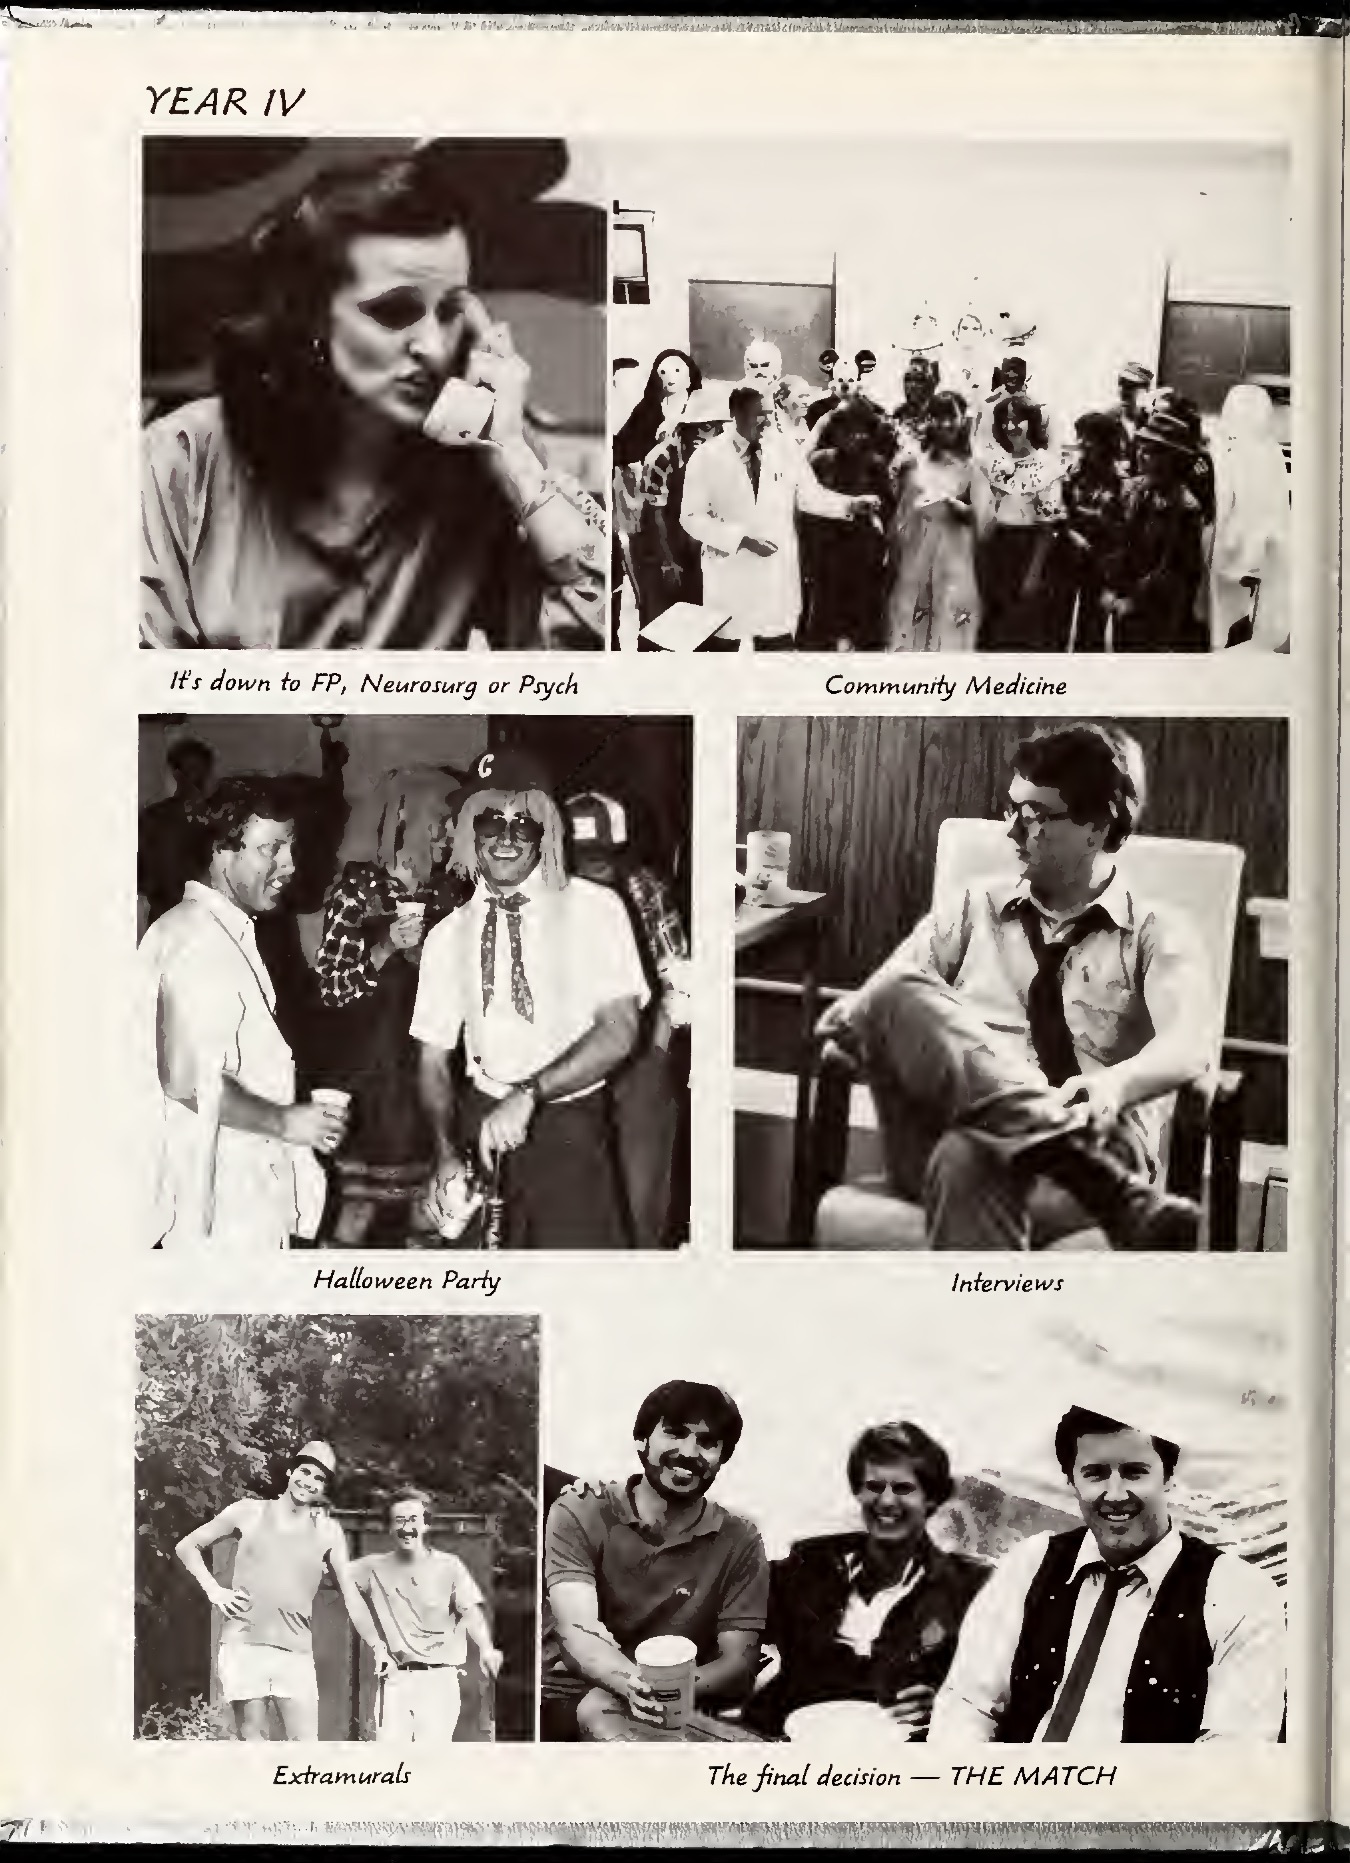 YEAR IV
It's down to FP, Neurosurg or Psych
Community Medicine
C
Halloween Party
Interviews
Extramurals
The final decision — THE MATCH